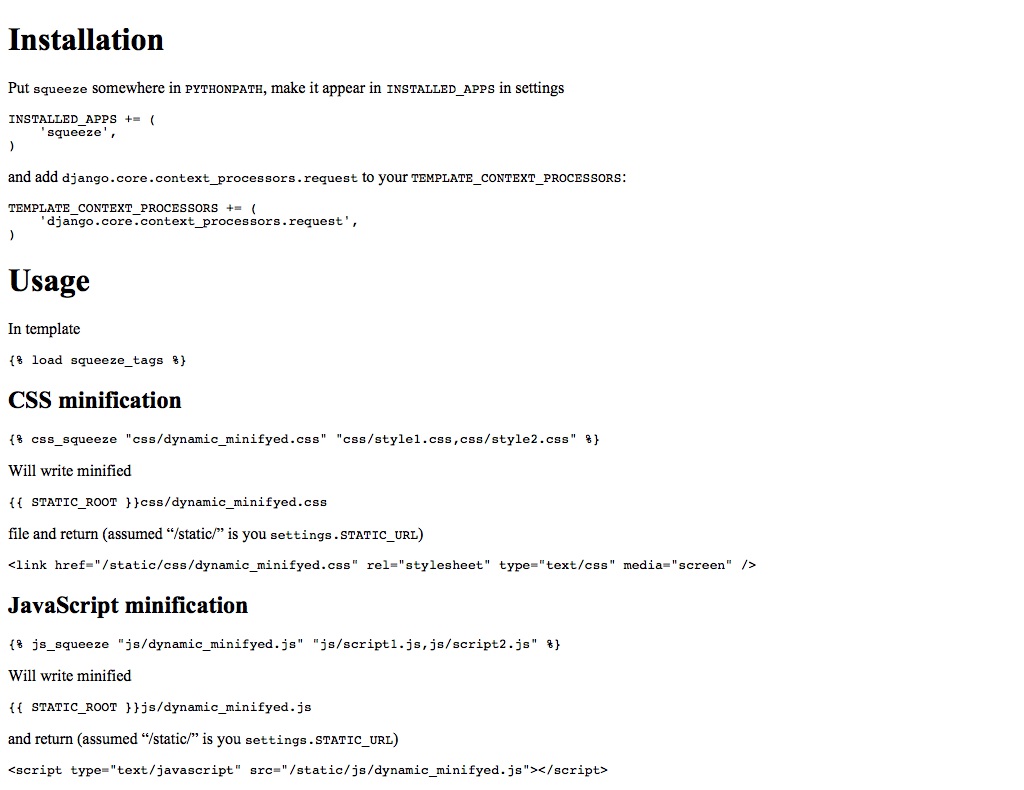 Installation
Put squeeze somewhere in PYTHONPATH, make it appear in INSTALLED_APPS in settings
INSTALLED_APPS += (
    'squeeze',
)
and add django.core.context_processors.request to your TEMPLATE_CONTEXT_PROCESSORS:
TEMPLATE_CONTEXT_PROCESSORS += (
    'django.core.context_processors.request',
)
Usage
In template
{% load squeeze_tags %}
CSS minification
{% css_squeeze "css/dynamic_minifyed.css" "css/style1.css,css/style2.css" %}
Will write minified
{{ STATIC_ROOT }}css/dynamic_minifyed.css
file and return (assumed “/static/” is you settings.STATIC_URL)
<link href="/static/css/dynamic_minifyed.css" rel="stylesheet" type="text/css" media="screen" />
JavaScript minification
{% js_squeeze "js/dynamic_minifyed.js" "js/script1.js,js/script2.js" %}
Will write minified
{{ STATIC_ROOT }}js/dynamic_minifyed.js
and return (assumed “/static/” is you settings.STATIC_URL)
<script type="text/javascript" src="/static/js/dynamic_minifyed.js"></script>